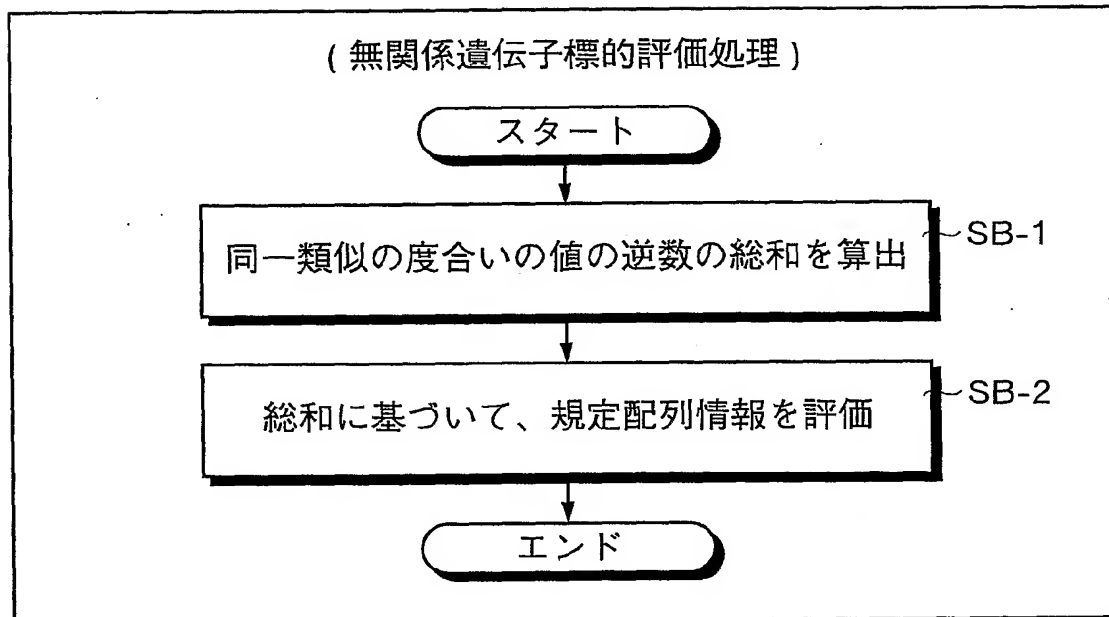 (無関係遺伝子標的評価処理)
スタート
同一類似の度合いの値の逆数の総和を算出
SB-1
総和に基づいて、規定配列情報を評価
SB-2
エンド